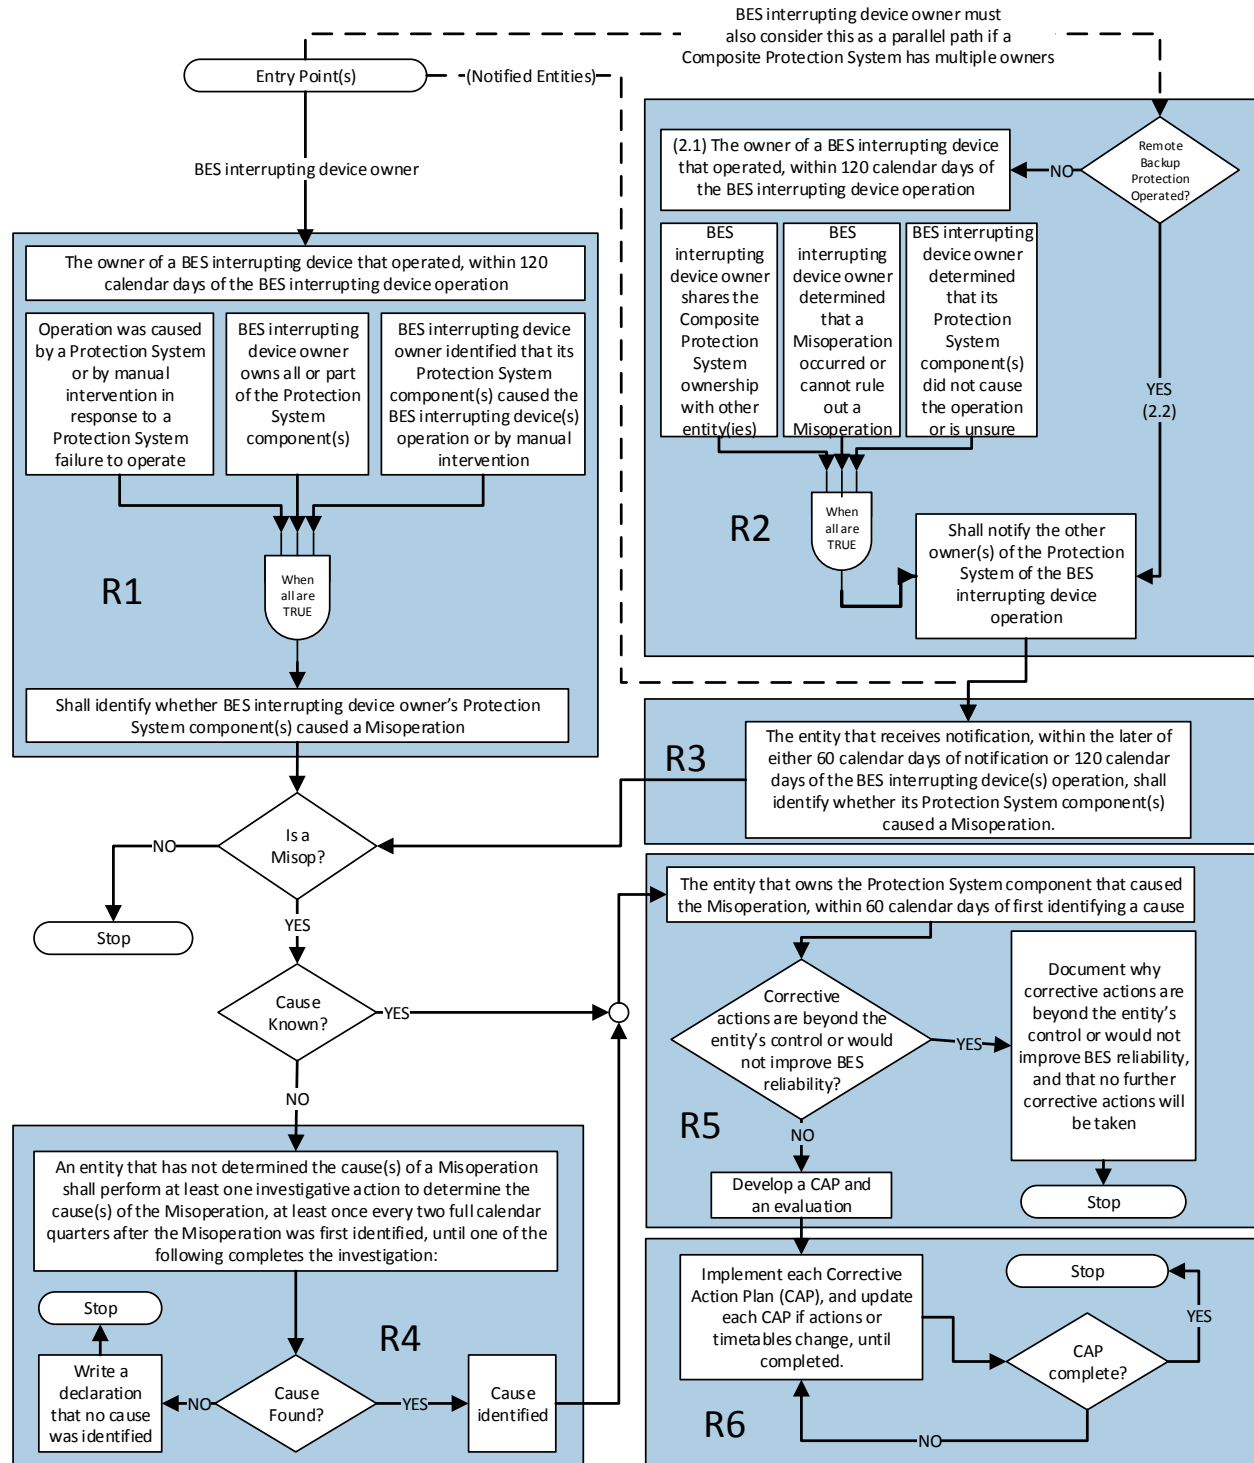 BES interrupting device owner must
also consider this as a parallel path if a
Composite Protection System has multiple owners
Entry Point(s)
(Notified Entities)
BES interrupting device owner
The owner of a BES interrupting device that operated, within 120
calendar days of the BES interrupting device operation
Operation was caused
by a Protection System
or by manual
intervention in
response to a
Protection System
failure to operate
BES interrupting
device owner
owns all or part
of the Protection
System
component(s)
BES interrupting device
owner identified that its
Protection System
component(s) caused the
BES interrupting device(s)
operation or by manual
intervention
When
all are
TRUE
R1
Shall identify whether BES interrupting device owner's Protection
System component(s) caused a Misoperation
Remote
Backup
Protection
Operated?
NO
(2.1) The owner of a BES interrupting device
that operated, within 120 calendar days of
the BES interrupting device operation
BES
interrupting
device owner
shares the
Composite
Protection
System
ownership
with other
entity(ies)
BES
interrupting
device owner
determined
that a
Misoperation
occurred or
cannot rule
out a
Misoperation
BES interrupting
device owner
determined
that its
Protection
System
component(s)
did not cause
the operation
or is unsure
YES
(2.2)
When
all are
TRUE
R2
Shall notify the other
owner(s) of the Protection
System of the BES
interrupting device
operation
R3
The entity that receives notification, within the later of
either 60 calendar days of notification or 120 calendar
days of the BES interrupting device(s) operation, shall
identify whether its Protection System component(s)
caused a Misoperation.
Is a
Misop?
NO
Stop
YES
Cause
Known?
YES
NO
An entity that has not determined the cause(s) of a Misoperation
shall perform at least one investigative action to determine the
cause(s) of the Misoperation, at least once every two full calendar
quarters after the Misoperation was first identified, until one of the
following completes the investigation:
R4
Stop
Write a
declaration
that no cause
was identified
NO
Cause
Found?
YES
Cause
identified
The entity that owns the Protection System component that caused
the Misoperation, within 60 calendar days of first identifying a cause
Corrective
actions are beyond the
entity's control or would
not improve BES
reliability?
YES
Document why
corrective actions are
beyond the entity's
control or would not
improve BES reliability,
and that no further
corrective actions will
be taken
Stop
R5
NO
Develop a CAP and
an evaluation
Implement each Corrective
Action Plan (CAP), and update
each CAP if actions or
timetables change, until
completed.
Stop
YES
CAP
complete?
NO
R6